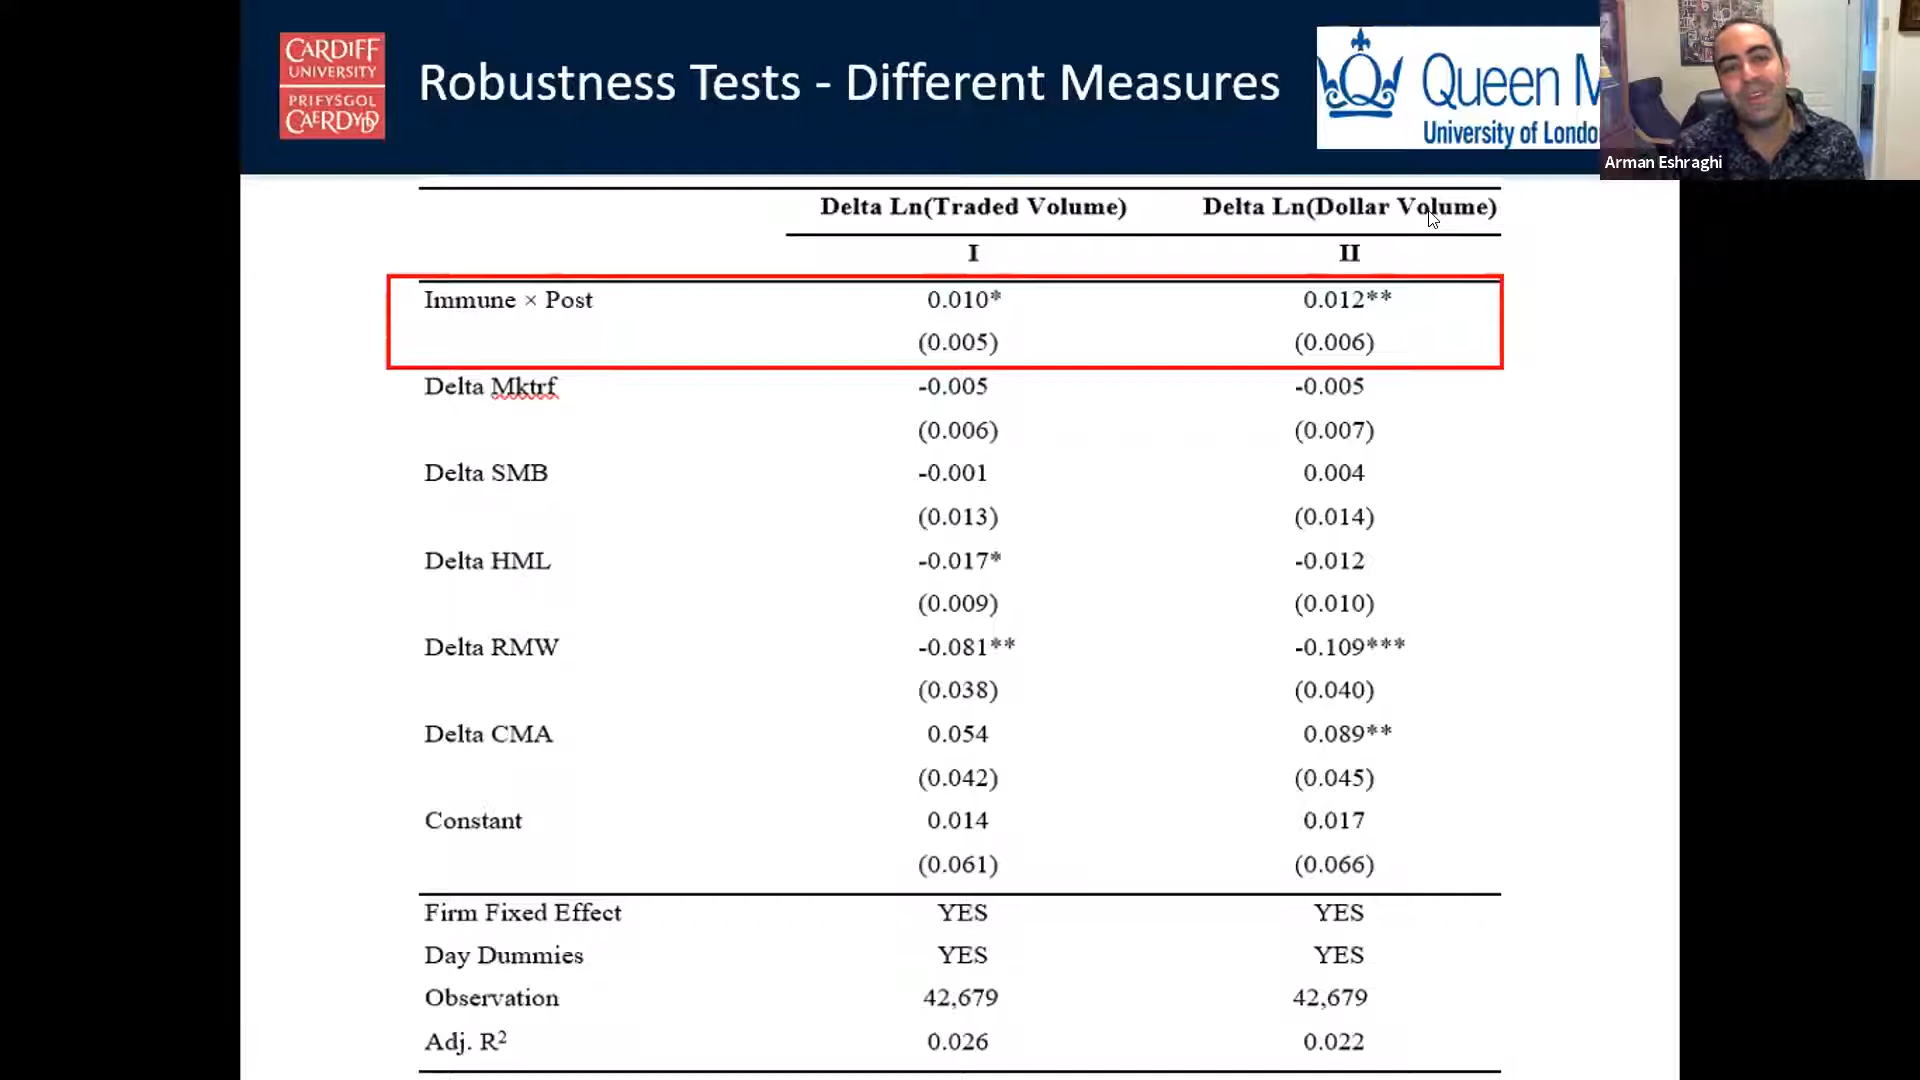 CARDIFF
UNIVERSITY
PRIFYSGOL
CAERDYDD
Robustness Tests - Different Measures
Queen M
University of Londo
Arman Eshraghi
Delta Ln(Traded Volume) Delta Ln(Dollar Volume)
I II
Immune × Post 0.010* 0.012**
(0.005) (0.006)
Delta Mktrf -0.005 -0.005
(0.006) (0.007)
Delta SMB -0.001 0.004
(0.013) (0.014)
Delta HML -0.017* -0.012
(0.009) (0.010)
Delta RMW -0.081** -0.109***
(0.038) (0.040)
Delta CMA 0.054 0.089**
(0.042) (0.045)
Constant 0.014 0.017
(0.061) (0.066)
Firm Fixed Effect YES YES
Day Dummies YES YES
Observation 42,679 42,679
Adj. R² 0.026 0.022